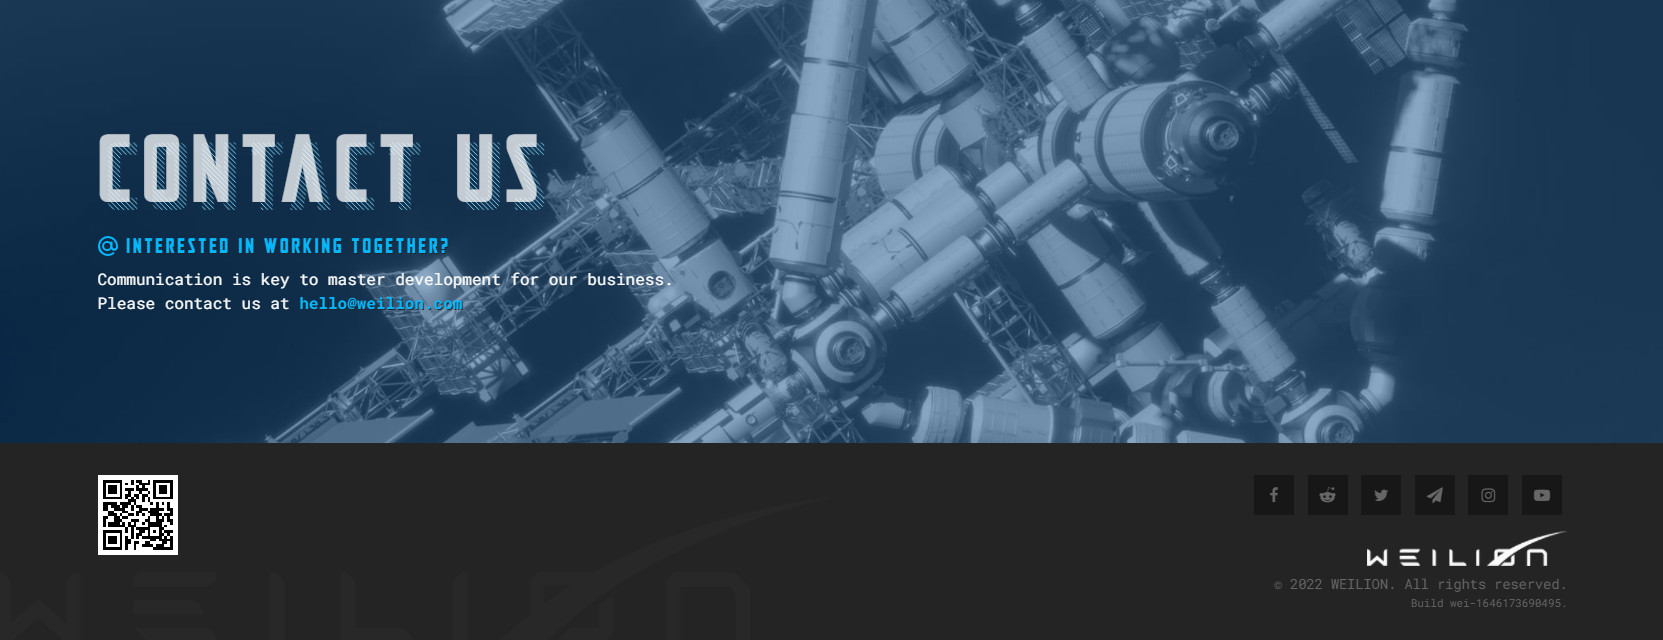 CONTACT US
@ INTERESTED IN WORKING TOGETHER?
Communication is key to master development for our business.
Please contact us at hello@weilion.com
WEILION
© 2022 WEILION. All rights reserved.
Build wei-1646173690495.
WEILION